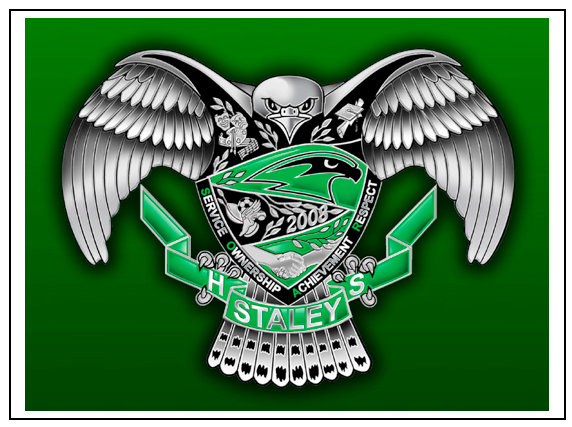 2008
SERVICE
OWNERSHIP
ACHIEVEMENT
RESPECT
H S
STALEY